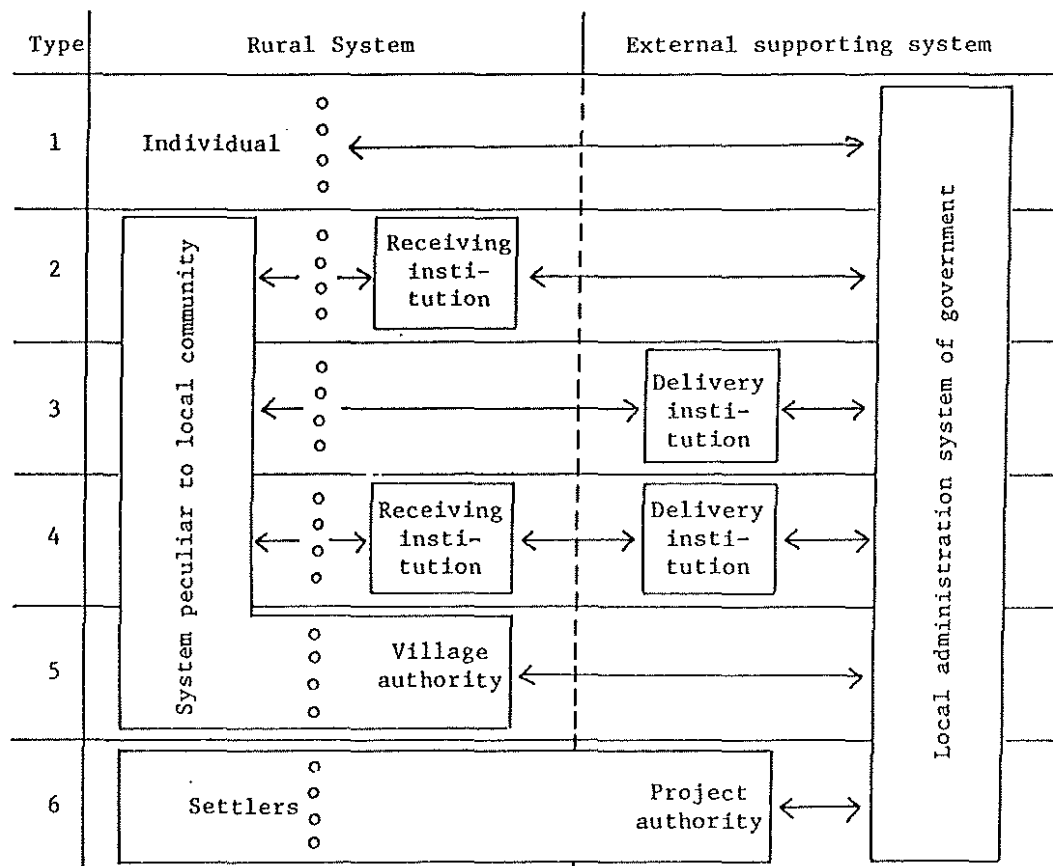 Type Rural System External supporting system
1 Individual
2 Receiving
insti-
tution
3 Delivery
insti-
tution
4 Receiving Delivery
insti- insti-
tution tution
5 Village
authority
6 Settlers Project
authority
System peculiar to local community
Local administration system of government